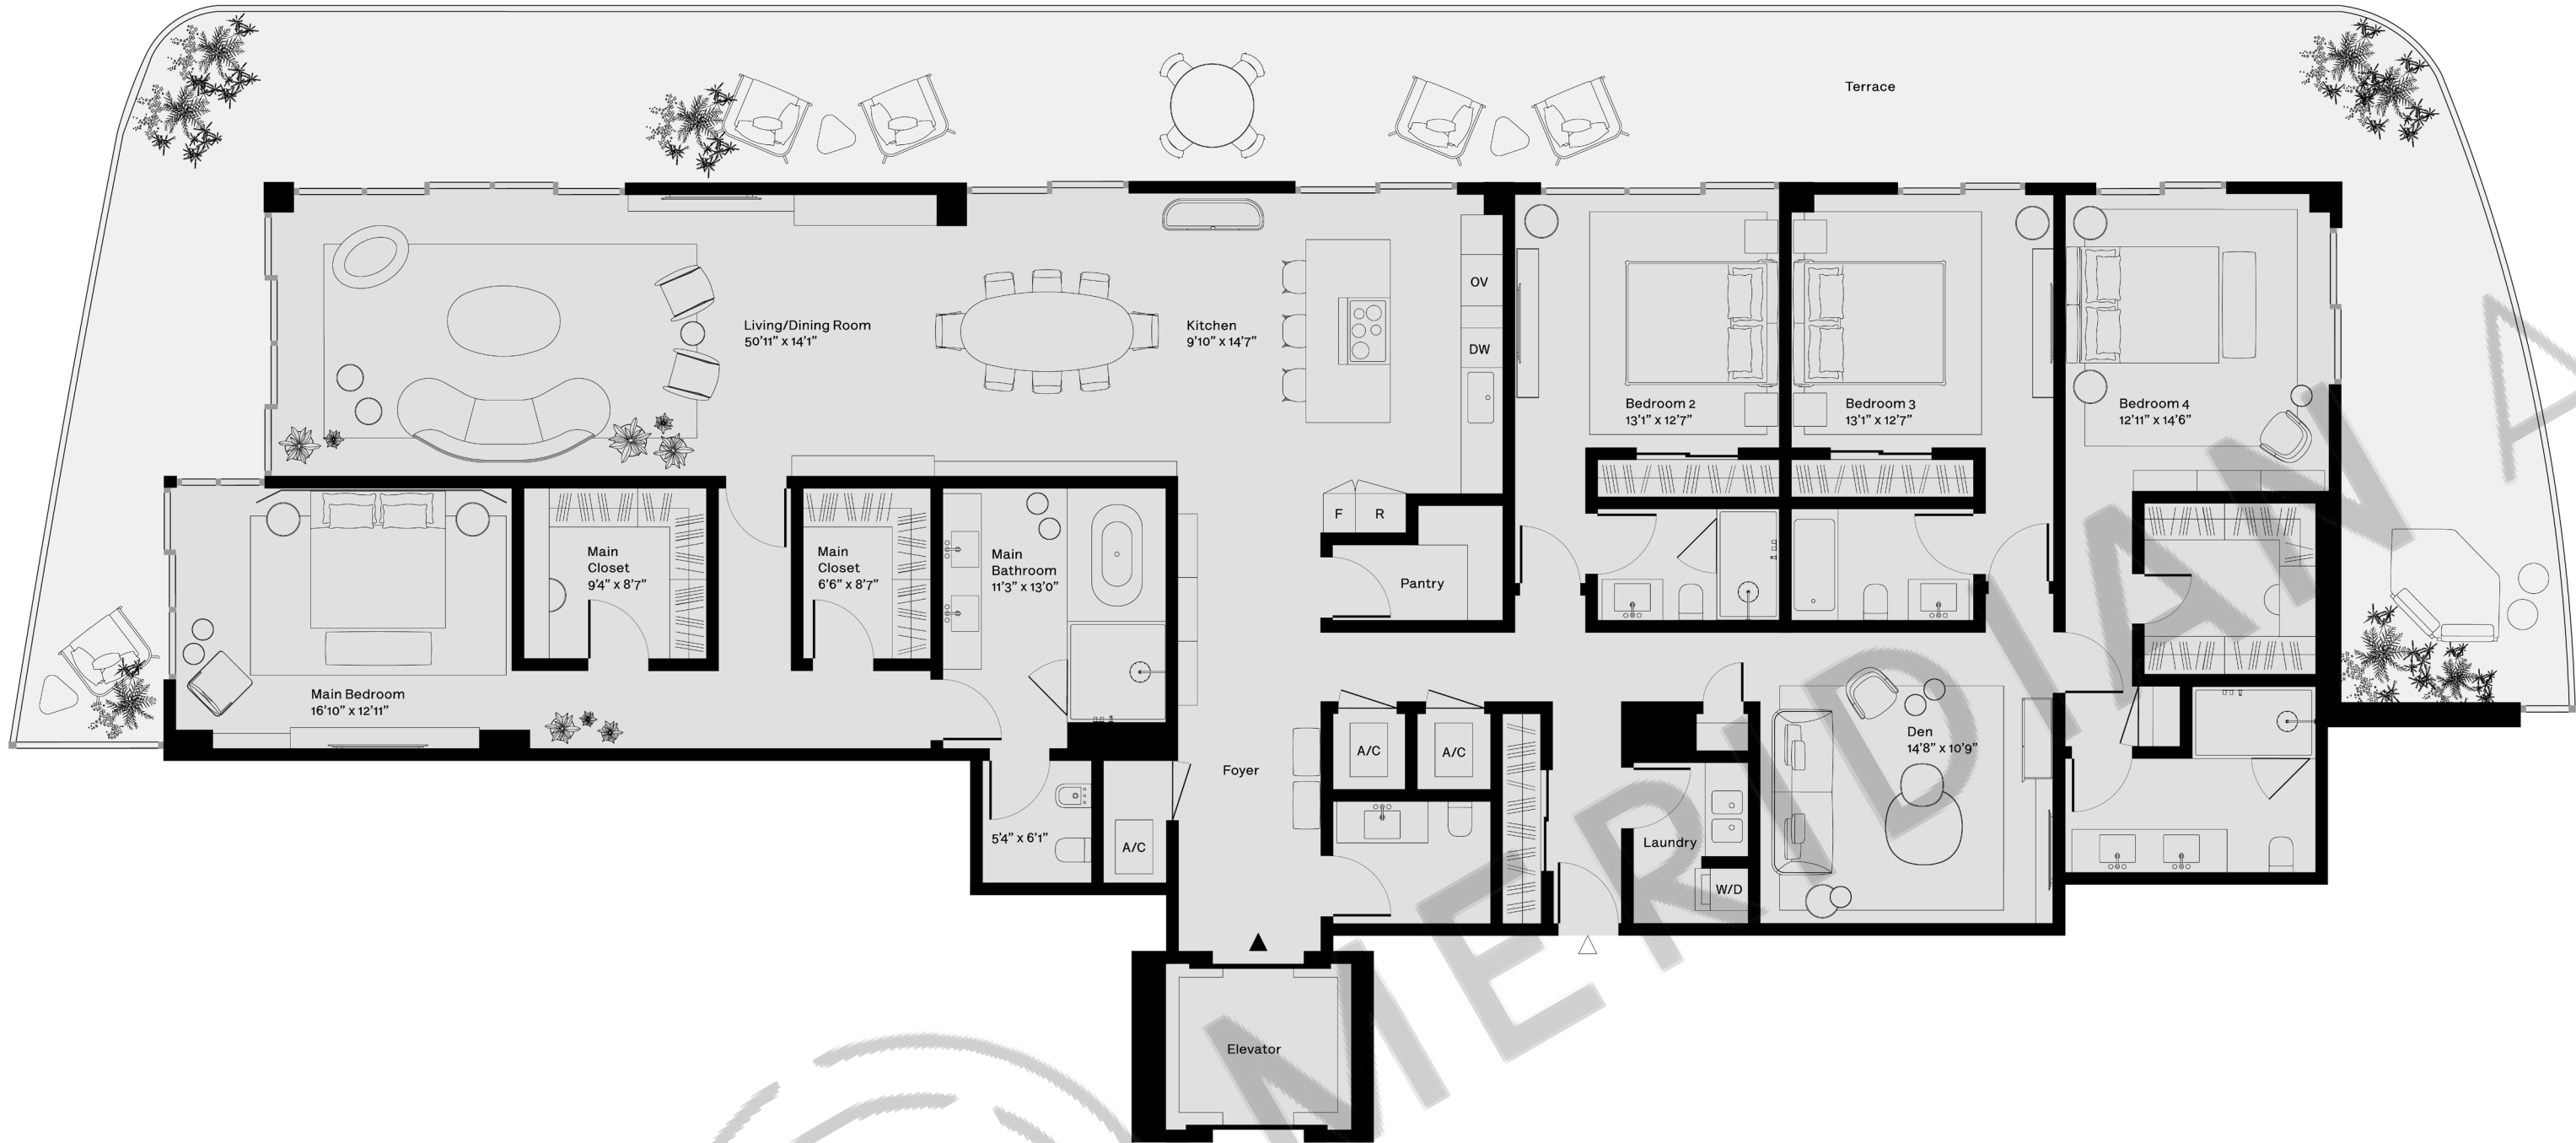 Terrace
Living/Dining Room
50'11" x 14'1"
Kitchen
9'10" x 14'7"
OV
DW
Bedroom 2
13'1" x 12'7"
Bedroom 3
13'1" x 12'7"
Bedroom 4
12'11" x 14'6"
F
R
Pantry
Main
Closet
9'4" x 8'7"
Main
Closet
6'6" x 8'7"
Main
Bathroom
11'3" x 13'0"
Main Bedroom
16'10" x 12'11"
5'4" x 6'1"
A/C
Foyer
A/C
A/C
Laundry
W/D
Den
14'8" x 10'9"
Elevator
MERIDIAN A